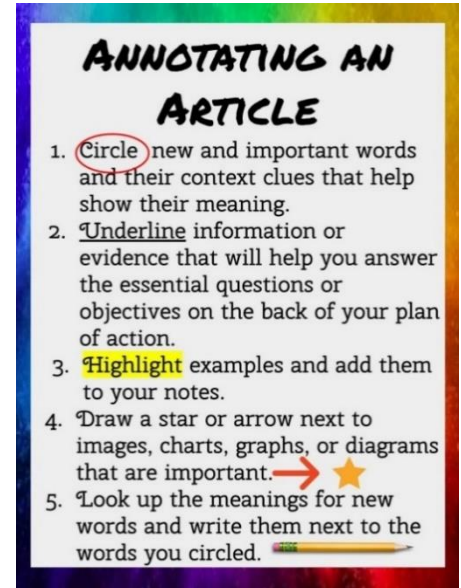 ANNOTATING AN
ARTICLE
1. Circle new and important words
and their context clues that help
show their meaning.
2. Underline information or
evidence that will help you answer
the essential questions or
objectives on the back of your plan
of action.
3. Highlight examples and add them
to your notes.
4. Draw a star or arrow next to
images, charts, graphs, or diagrams
that are important.
5. Look up the meanings for new
words and write them next to the
words you circled.